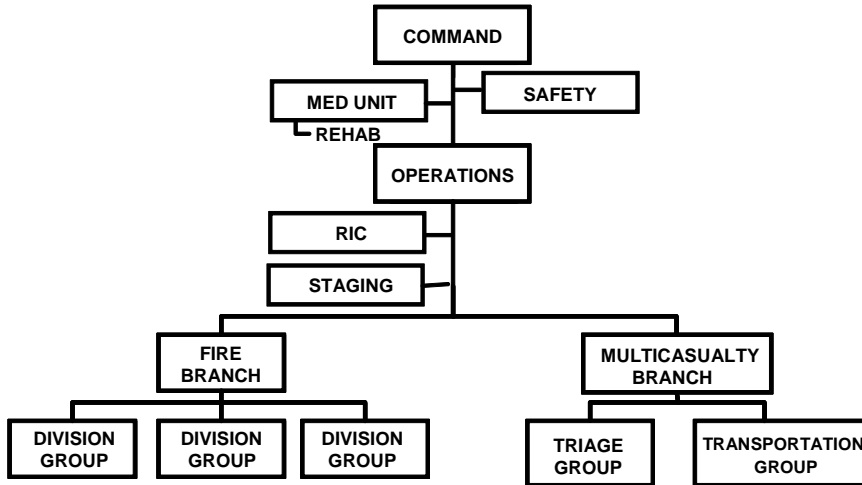 COMMAND
SAFETY
MED UNIT
REHAB
OPERATIONS
RIC
STAGING
FIRE
BRANCH
MULTICASUALTY
BRANCH
DIVISION
GROUP
DIVISION
GROUP
DIVISION
GROUP
TRIAGE
GROUP
TRANSPORTATION
GROUP